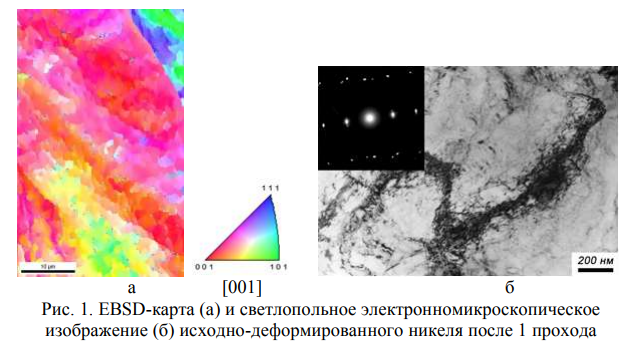 111
10 μm
001
101
200 нм
а
[001]
б
Рис. 1. EBSD-карта (а) и светлопольное электронномикроскопическое
изображение (б) исходно-деформированного никеля после 1 прохода